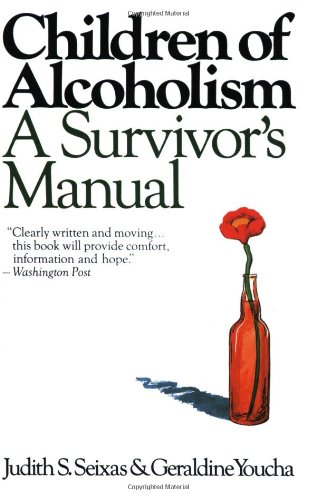 Children of
Alcoholism
A Survivor's
Manual
"Clearly written and moving...
this book will provide comfort,
information and hope."
– Washington Post
Judith S. Seixas & Geraldine Youcha